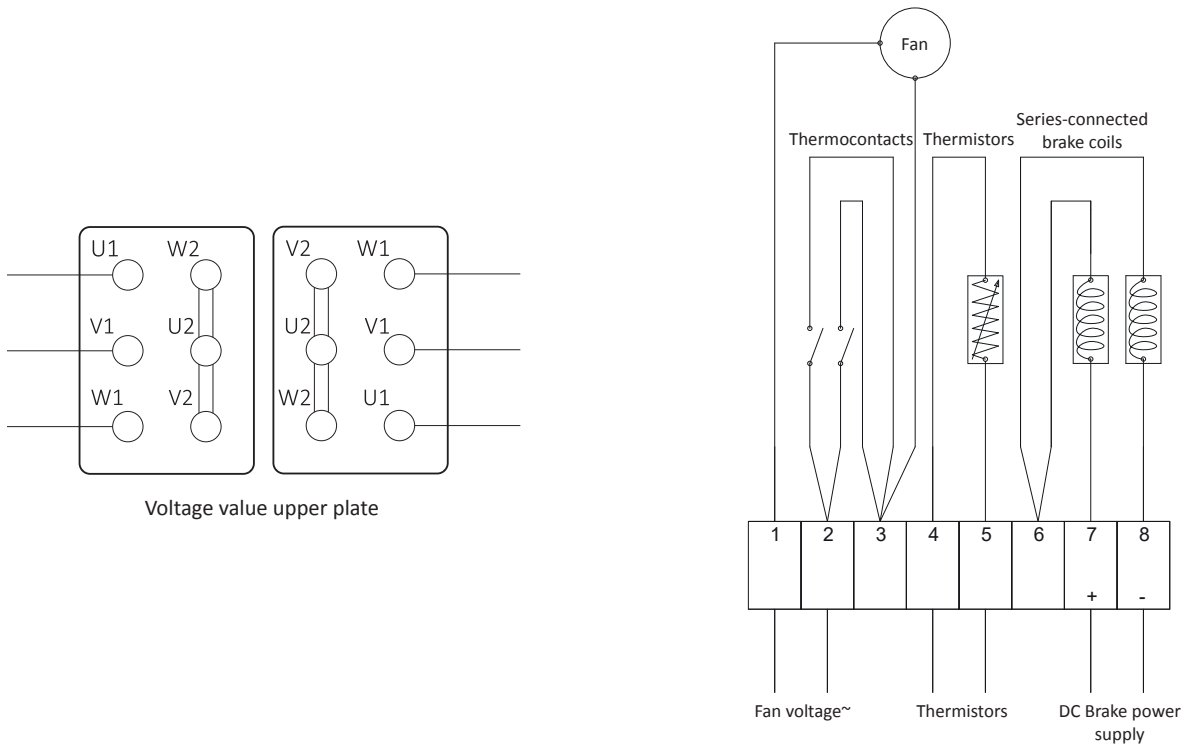 U1 W2
V1 U2
W1 V2
V2 W1
U2 V1
W2 U1
Voltage value upper plate
Fan
Thermocontacts
Thermistors
Series-connected
brake coils
1 2 3 4 5 6 7 8
+ -
Fan voltage~
Thermistors
DC Brake power
supply